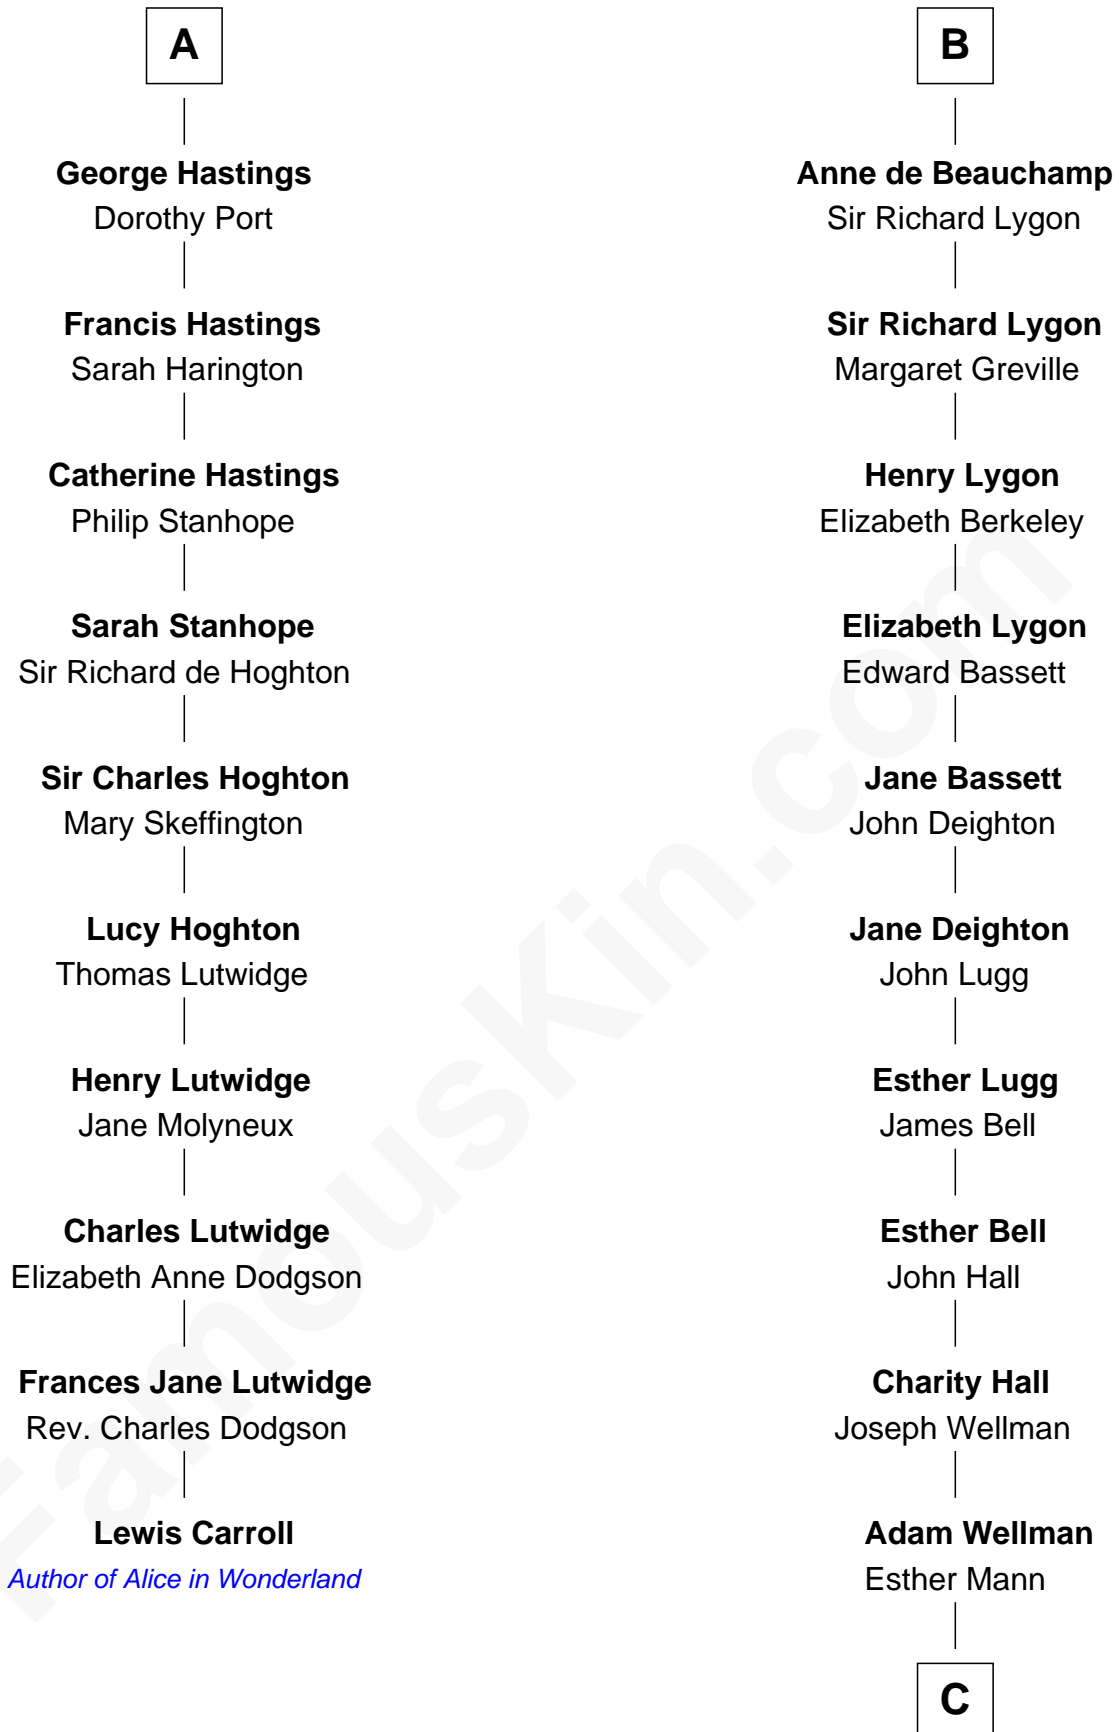 A
George Hastings
Dorothy Port
Francis Hastings
Sarah Harington
Catherine Hastings
Philip Stanhope
Sarah Stanhope
Sir Richard de Hoghton
Sir Charles Hoghton
Mary Skeffington
Lucy Hoghton
Thomas Lutwidge
Henry Lutwidge
Jane Molyneux
Charles Lutwidge
Elizabeth Anne Dodgson
Frances Jane Lutwidge
Rev. Charles Dodgson
Lewis Carroll
Author of Alice in Wonderland
B
Anne de Beauchamp
Sir Richard Lygon
Sir Richard Lygon
Margaret Greville
Henry Lygon
Elizabeth Berkeley
Elizabeth Lygon
Edward Bassett
Jane Bassett
John Deighton
Jane Deighton
John Lugg
Esther Lugg
James Bell
Esther Bell
John Hall
Charity Hall
Joseph Wellman
Adam Wellman
Esther Mann
C
FamousKin.com